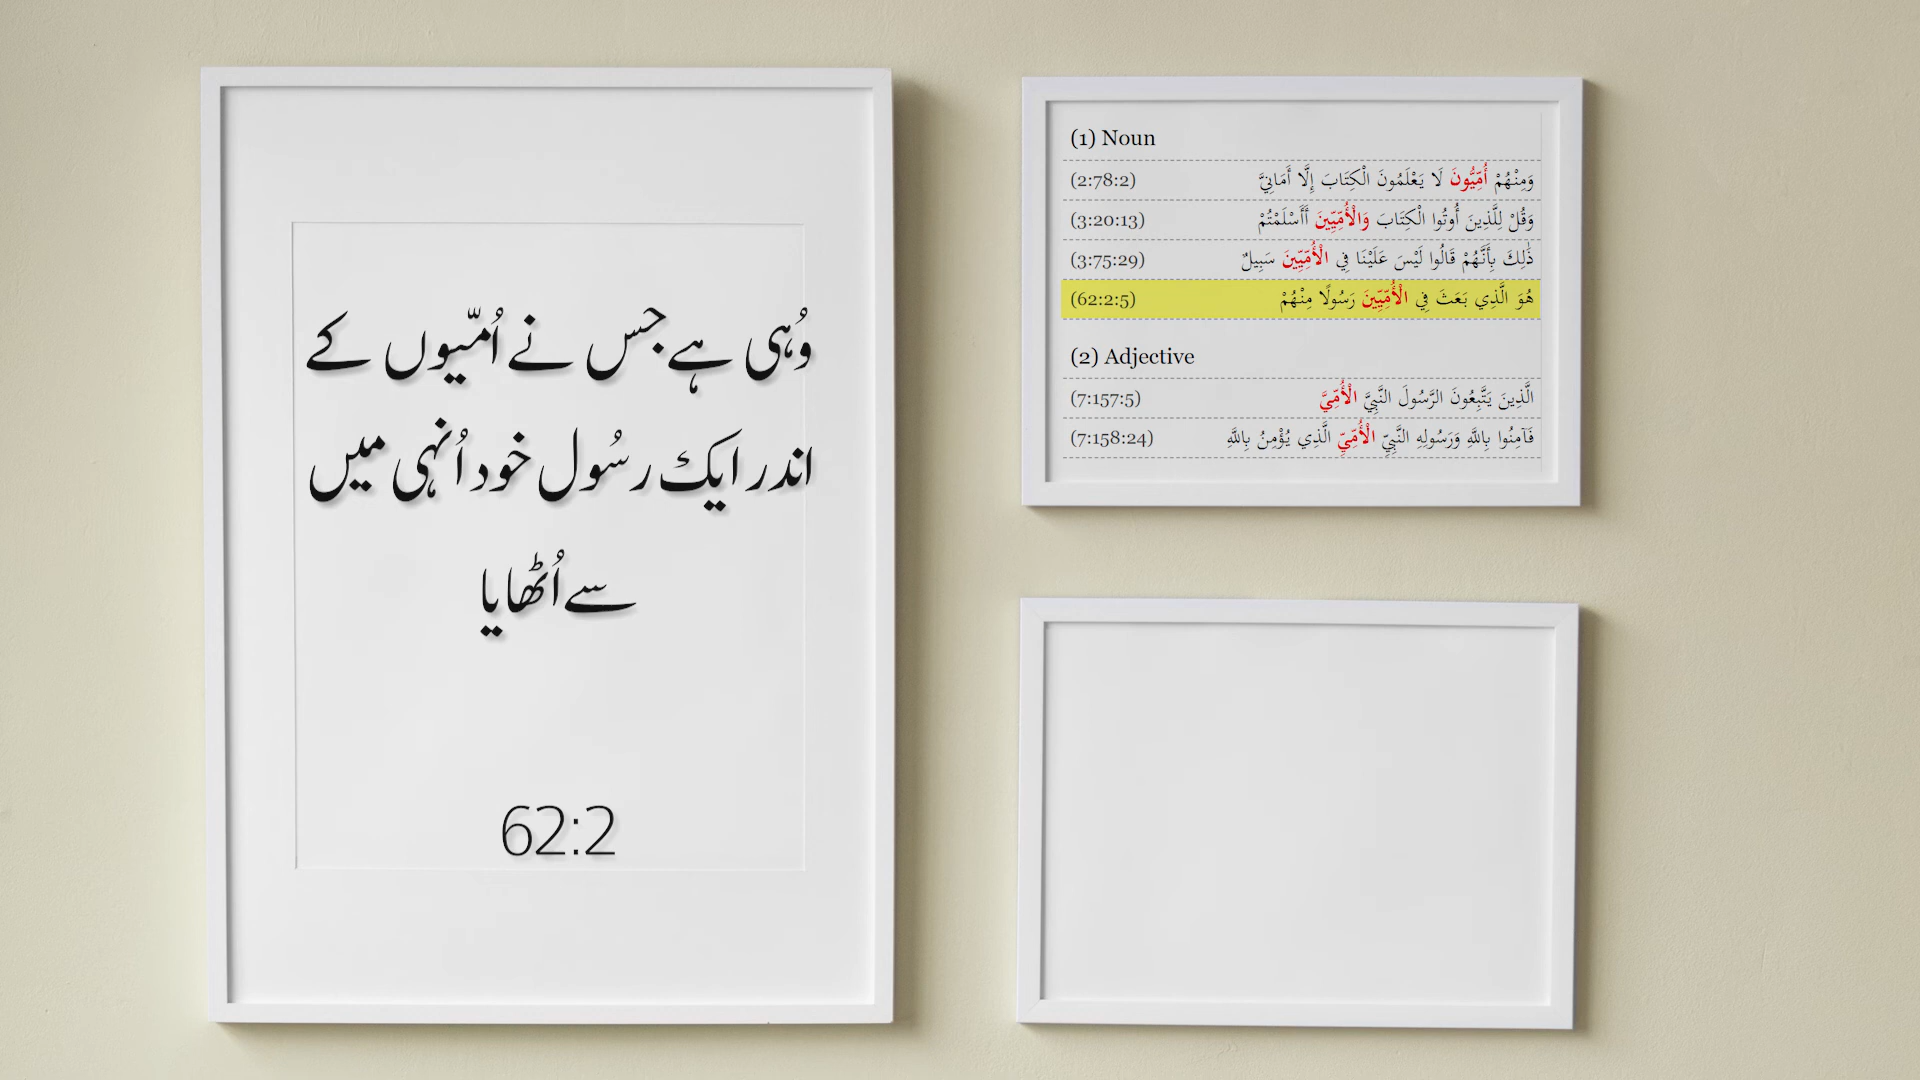 وُہی ہے جس نے اُمّیوں کے
اندر ایک رسُول خود اُنہی میں
سے اُٹھایا
62:2
(1) Noun
(2:78:2) وَمِنْهُمْ أُمِّيُّونَ لَا يَعْلَمُونَ الْكِتَابَ إِلَّا أَمَانِيَّ
(3:20:13) وَقُلْ لِلَّذِينَ أُوتُوا الْكِتَابَ وَالْأُمِّيِّينَ أَأَسْلَمْتُمْ
(3:75:29) ذَٰلِكَ بِأَنَّهُمْ قَالُوا لَيْسَ عَلَيْنَا فِي الْأُمِّيِّينَ سَبِيلٌ
(62:2:5) هُوَ الَّذِي بَعَثَ فِي الْأُمِّيِّينَ رَسُولًا مِنْهُمْ
(2) Adjective
(7:157:5) الَّذِينَ يَتَّبِعُونَ الرَّسُولَ النَّبِيَّ الْأُمِّيَّ
(7:158:24) فَآمِنُوا بِاللَّهِ وَرَسُولِهِ النَّبِيِّ الْأُمِّيِّ الَّذِي يُؤْمِنُ بِاللَّهِ